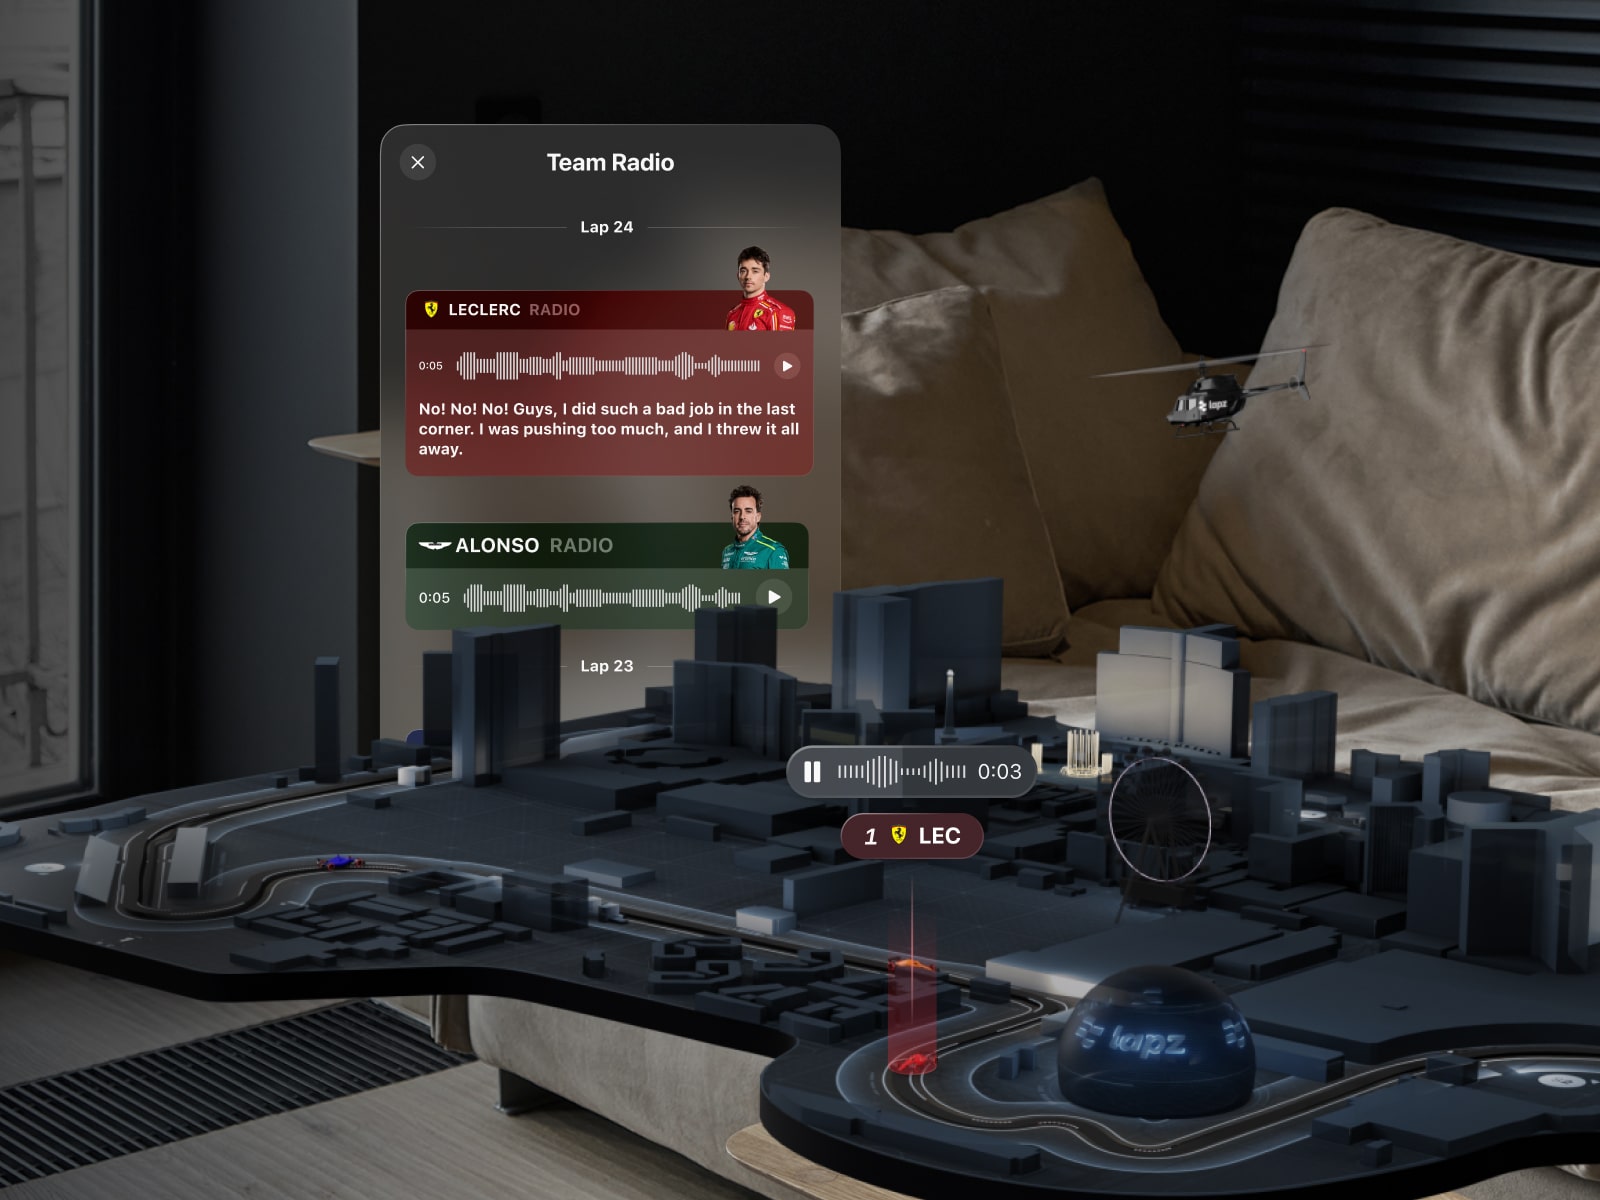 Team Radio
Lap 24
LECLERC RADIO
0:05
No! No! No! Guys, I did such a bad job in the last
corner. I was pushing too much, and I threw it all
away.
ALONSO RADIO
0:05
Lap 23
lapz
0:03
1 LEC
lapz